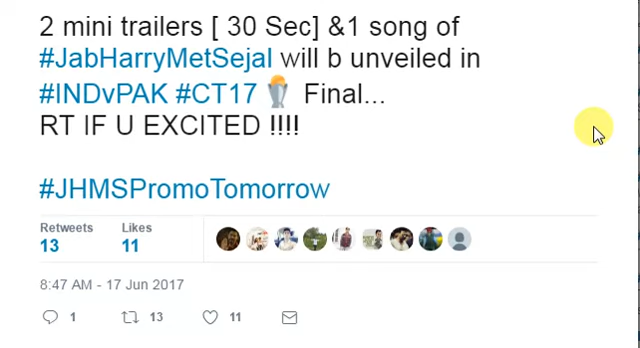 2 mini trailers [ 30 Sec] &1 song of
#JabHarryMetSejal will b unveiled in
#INDvPAK #CT17 🏆 Final...
RT IF U EXCITED !!!!
#JHMSPromoTomorrow
Retweets Likes
13 11
8:47 AM - 17 Jun 2017
1 13 11